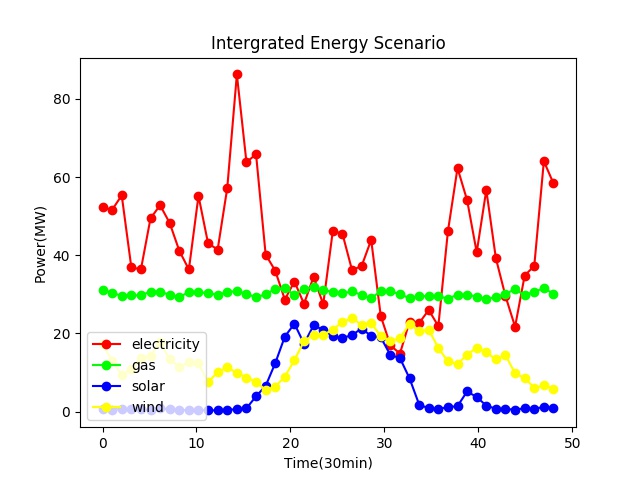 Intergrated Energy Scenario
Power(MW)
80
60
40
20
0
electricity
gas
solar
wind
0 10 20 30 40 50
Time(30min)